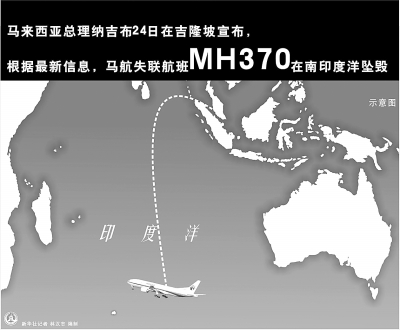 马来西亚总理纳吉布24日在吉隆坡宣布,
根据最新信息，马航失联航班MH370在南印度洋坠毁
示意图
印度洋
新华社记者
编制